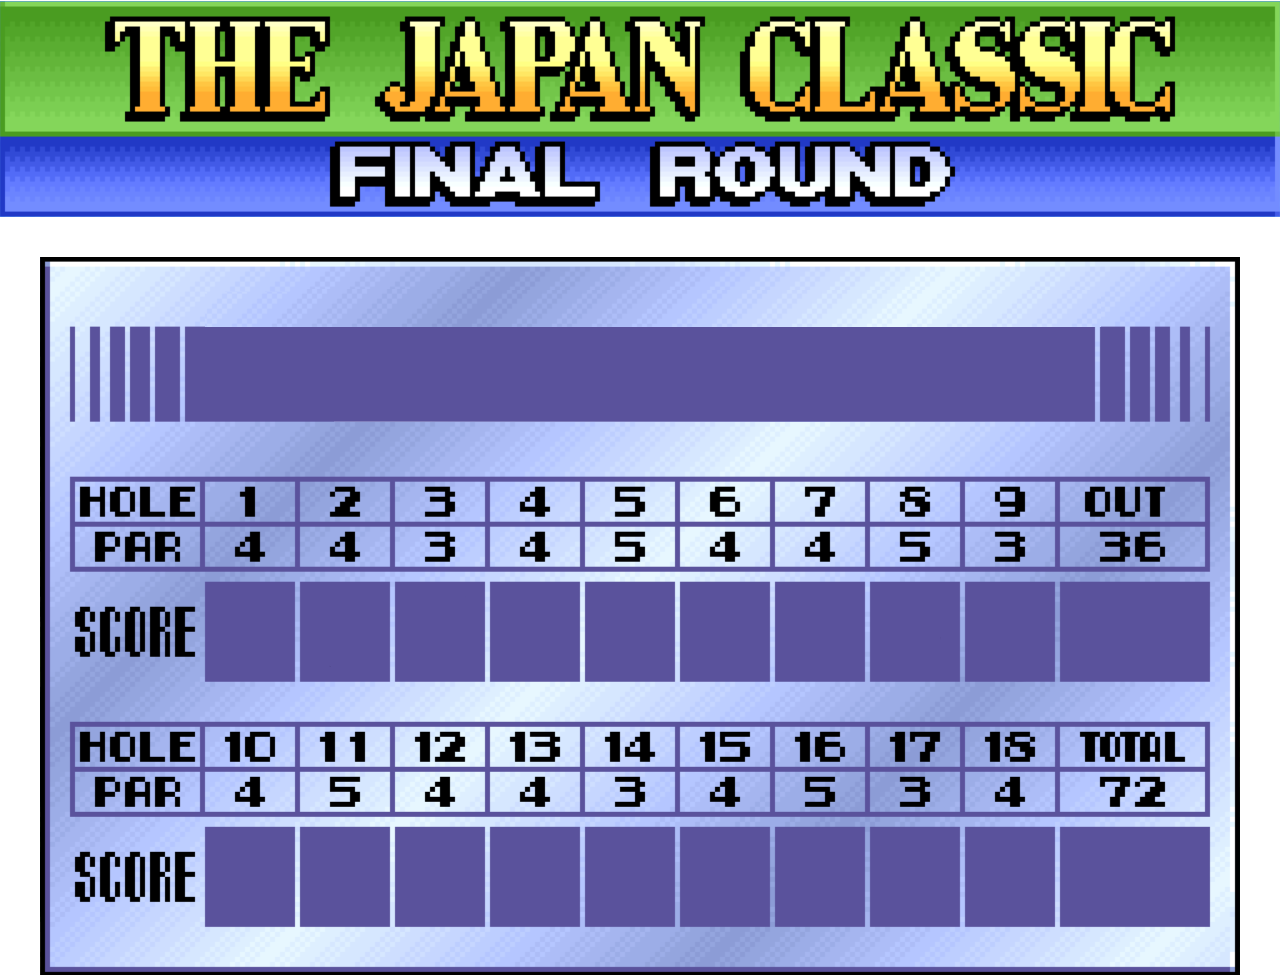 THE JAPAN CLASSIC
FINAL ROUND
HOLE 1 2 3 4 5 6 7 8 9 OUT
PAR 4 4 3 4 5 4 4 5 3 36
SCORE
HOLE 10 11 12 13 14 15 16 17 18 TOTAL
PAR 4 5 4 4 3 4 5 3 4 72
SCORE